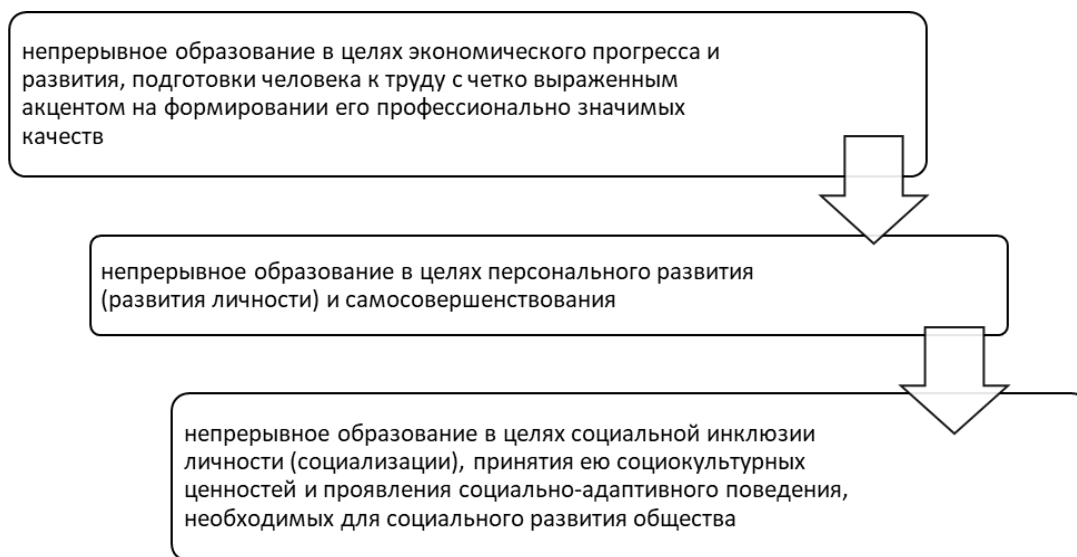 непрерывное образование в целях экономического прогресса и
развития, подготовки человека к труду с четко выраженным
акцентом на формировании его профессионально значимых
качеств
непрерывное образование в целях персонального развития
(развития личности) и самосовершенствования
непрерывное образование в целях социальной инклюзии
личности (социализации), принятия ею социокультурных
ценностей и проявления социально-адаптивного поведения,
необходимых для социального развития общества